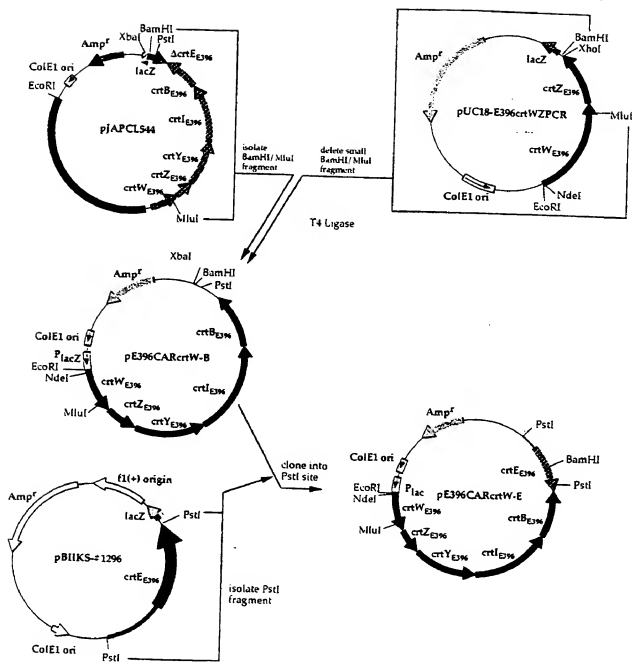 XbaI
BamHI
PstI
Ampʳ
ΔcrtE_E396
lacZ
ColE1 ori
crtB_E396
EcoRI
pJAPCL544
crtI_E396
crtY_E396
crtZ_E396
crtW_E396
MluI
isolate
BamHI/MluI
fragment
delete small
BamHI/MluI
fragment
T4 Ligase
BamHI
XhoI
lacZ
Ampʳ
crtZ_E396
pUC18-E396crtWZPCR
MluI
crtW_E396
NdeI
EcoRI
ColE1 ori
XbaI
BamHI
PstI
Ampʳ
ColE1 ori
crtB_E396
PlacZ
EcoRI
NdeI
pE396CARcrtW-B
crtW_E396
crtI_E396
MluI
crtZ_E396
crtY_E396
clone into
PstI site
f1(+) origin
Ampʳ
lacZ
PstI
pBIIKS-#1296
crtE_E396
ColE1 ori
PstI
isolate PstI
fragment
Ampʳ
PstI
ColE1 ori
BamHI
crtE_E396
EcoRI
PstI
NdeI
Plac
pE396CARcrtW-E
crtW_E396
crtB_E396
MluI
crtZ_E396
crtI_E396
crtY_E396